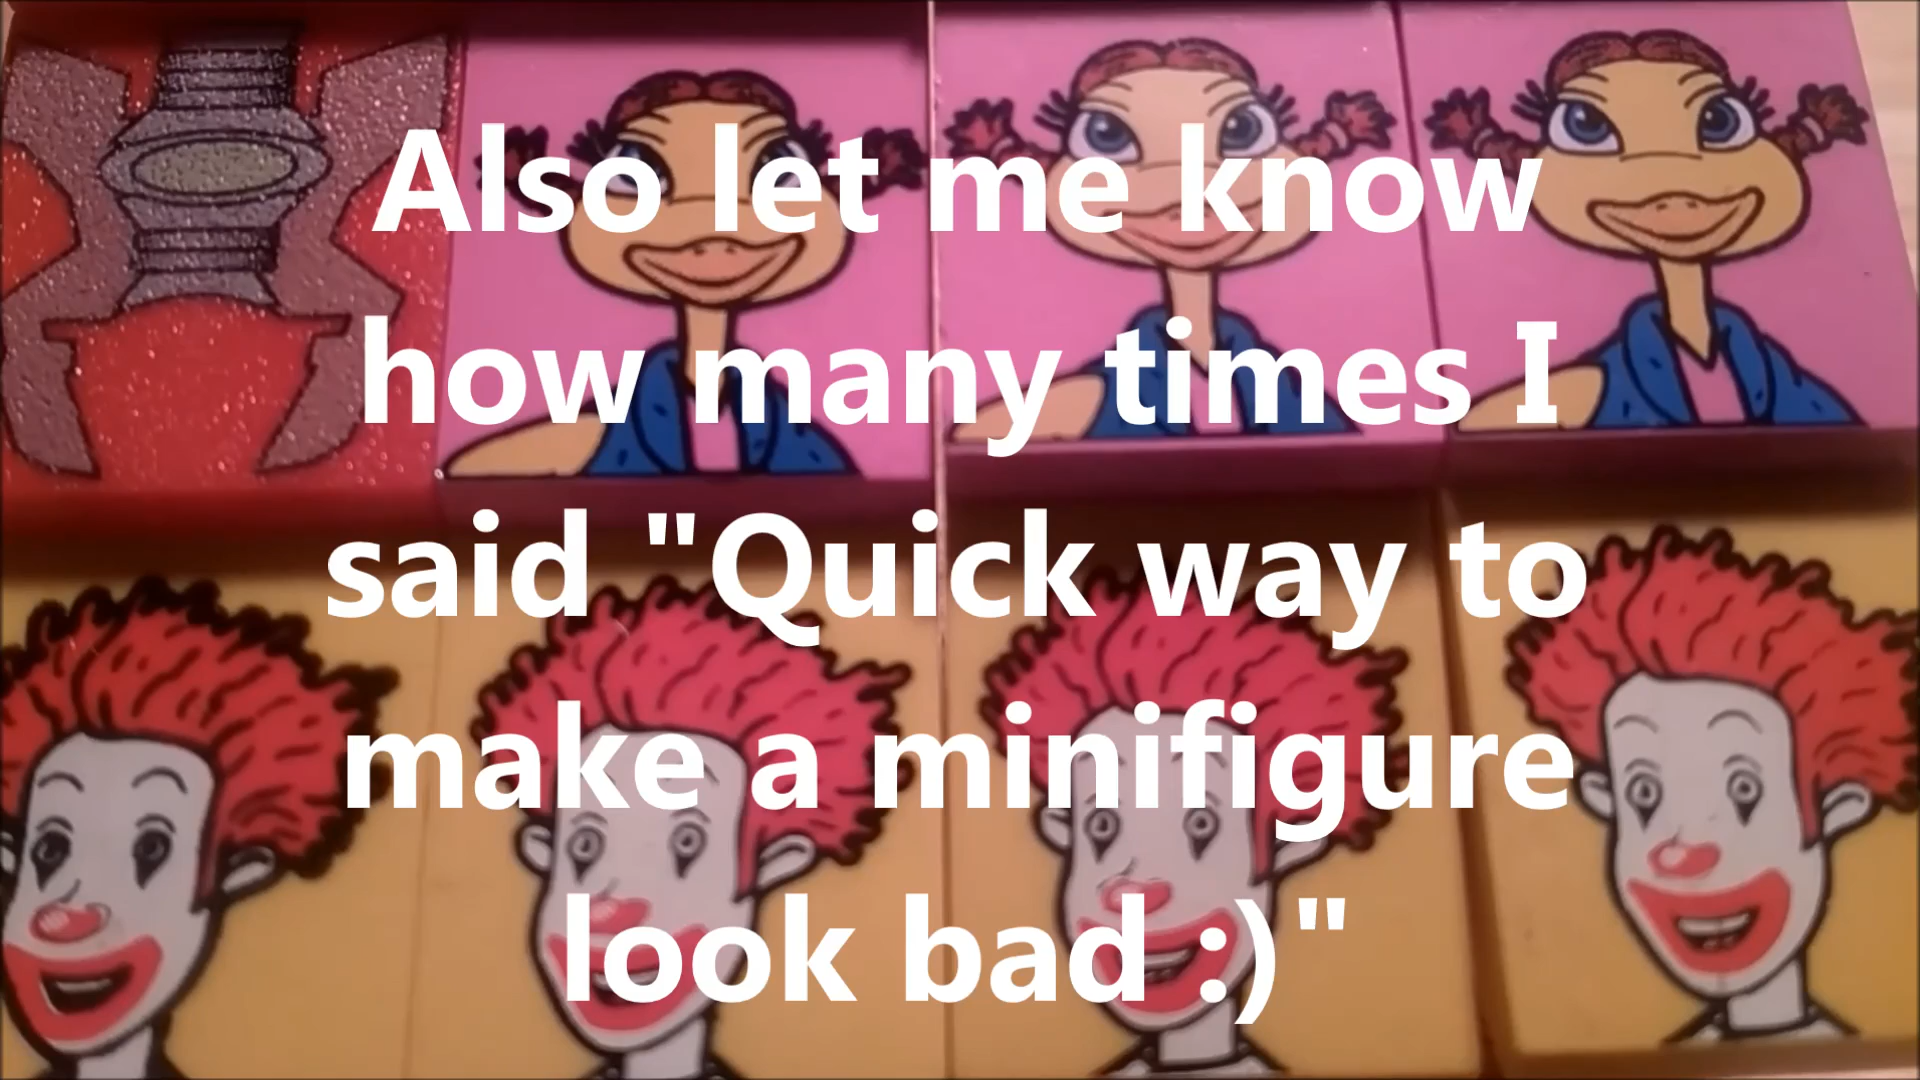 Also let me know
how many times I
said "Quick way to
make a minifigure
look bad :)"